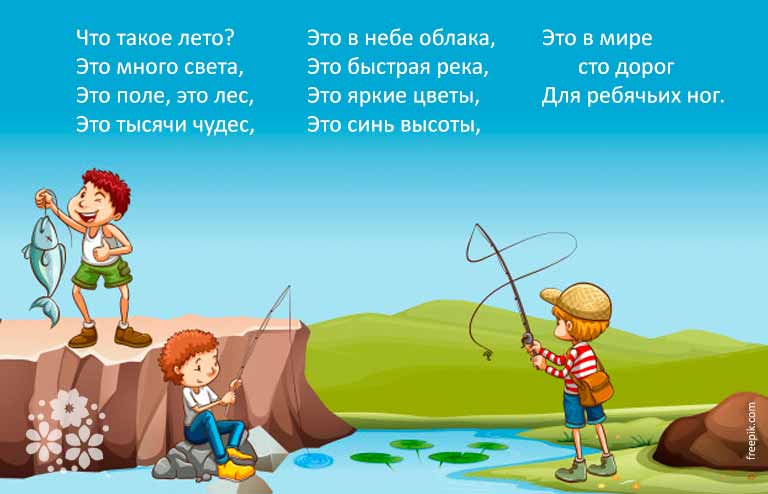 Что такое лето?
Это много света,
Это поле, это лес,
Это тысячи чудес,
Это в небе облака,
Это быстрая река,
Это яркие цветы,
Это синь высоты,
Это в мире
сто дорог
Для ребячьих ног.
freepik.com